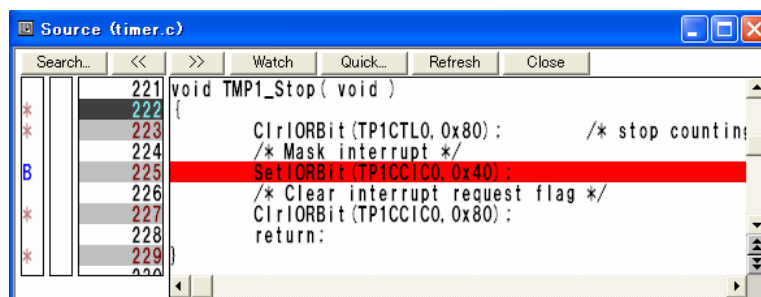 Source (timer.c)
Search... << >> Watch Quick... Refresh Close
221 void TMP1_Stop( void )
* 222 {
* 223 ClrIORBit(TP1CTL0, 0x80); /* stop counting
224 /* Mask interrupt */
B 225 SetIORBit(TP1CCIC0, 0x40);
226 /* Clear interrupt request flag */
* 227 ClrIORBit(TP1CCIC0, 0x80);
228 return;
* 229 }